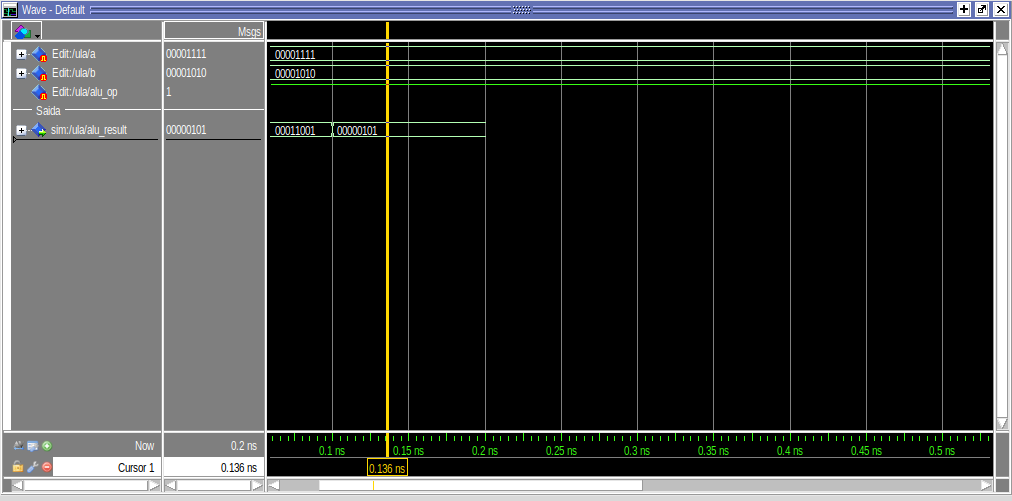 Wave - Default
Msgs
Edit:/ula/a 00001111 00001111
Edit:/ula/b 00001010 00001010
Edit:/ula/alu_op 1
Saida
sim:/ula/alu_result 00000101 00011001 00000101
Now 0.2 ns 0.1 ns 0.15 ns 0.2 ns 0.25 ns 0.3 ns 0.35 ns 0.4 ns 0.45 ns 0.5 ns
Cursor 1 0.136 ns 0.136 ns